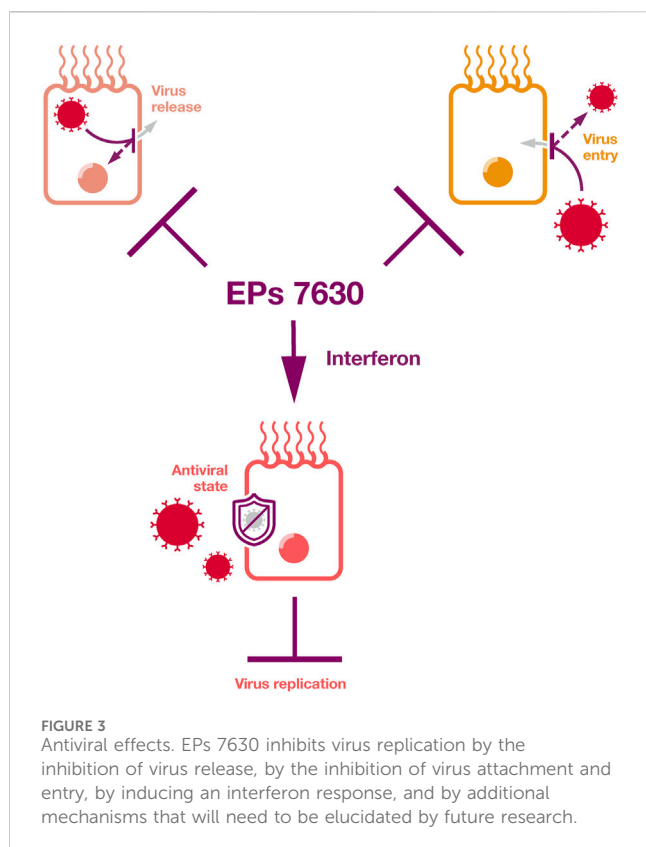 Virus
release
Virus
entry
EPs 7630
Interferon
Antiviral
state
Virus replication
FIGURE 3
Antiviral effects. EPs 7630 inhibits virus replication by the
inhibition of virus release, by the inhibition of virus attachment and
entry, by inducing an interferon response, and by additional
mechanisms that will need to be elucidated by future research.